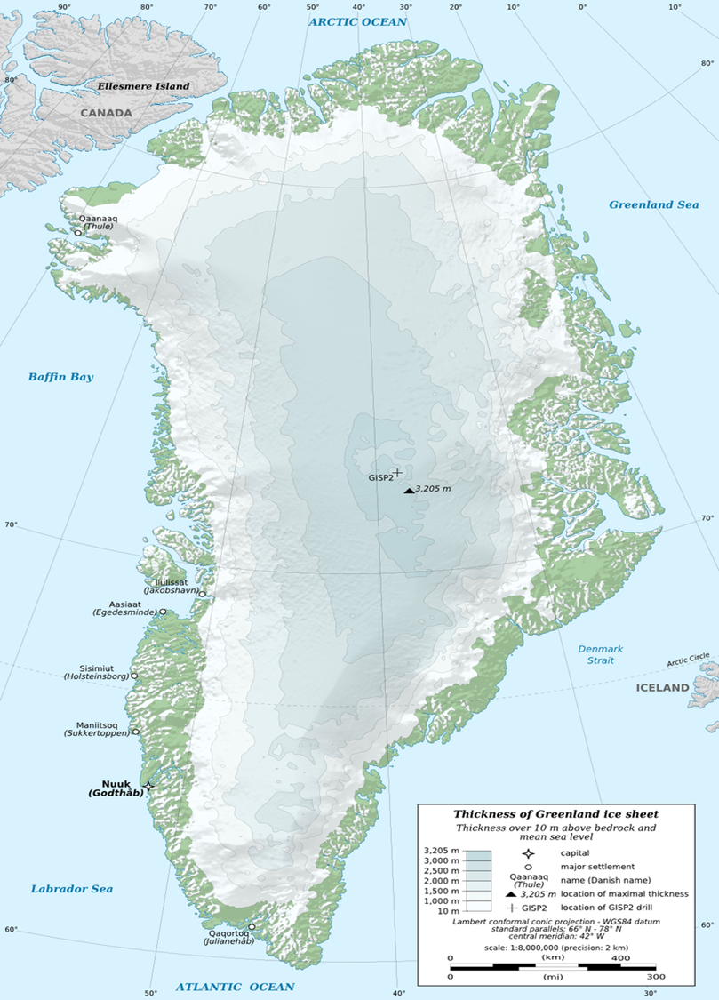 90° 80° 70° 60° 50° 40° 30° 20° 10° 0° 10°
ARCTIC OCEAN
80°
80°
Ellesmere Island
CANADA
Qaanaaq
(Thule)
Greenland Sea
Baffin Bay
GISP2
3,205 m
70°
70°
Ilulissat
(Jakobshavn)
Aasiaat
(Egedesminde)
Sisimiut
(Holsteinsborg)
Denmark
Strait
Arctic Circle
ICELAND
Maniitsoq
(Sukkertoppen)
Nuuk
(Godthåb)
Labrador Sea
60°
60°
Qaqortoq
(Julianehåb)
ATLANTIC OCEAN
50° 40° 30°
Thickness of Greenland ice sheet
Thickness over 10 m above bedrock and
mean sea level
3,205 m
3,000 m
2,500 m
2,000 m
1,500 m
1,000 m
10 m
capital
major settlement
Qaanaaq
(Thule)
name (Danish name)
3,205 m location of maximal thickness
GISP2 location of GISP2 drill
Lambert conformal conic projection - WGS84 datum
standard parallels: 66° N - 78° N
central meridian: 42° W
scale: 1:8,000,000 (precision: 2 km)
0 (km) 400
0 (mi) 300